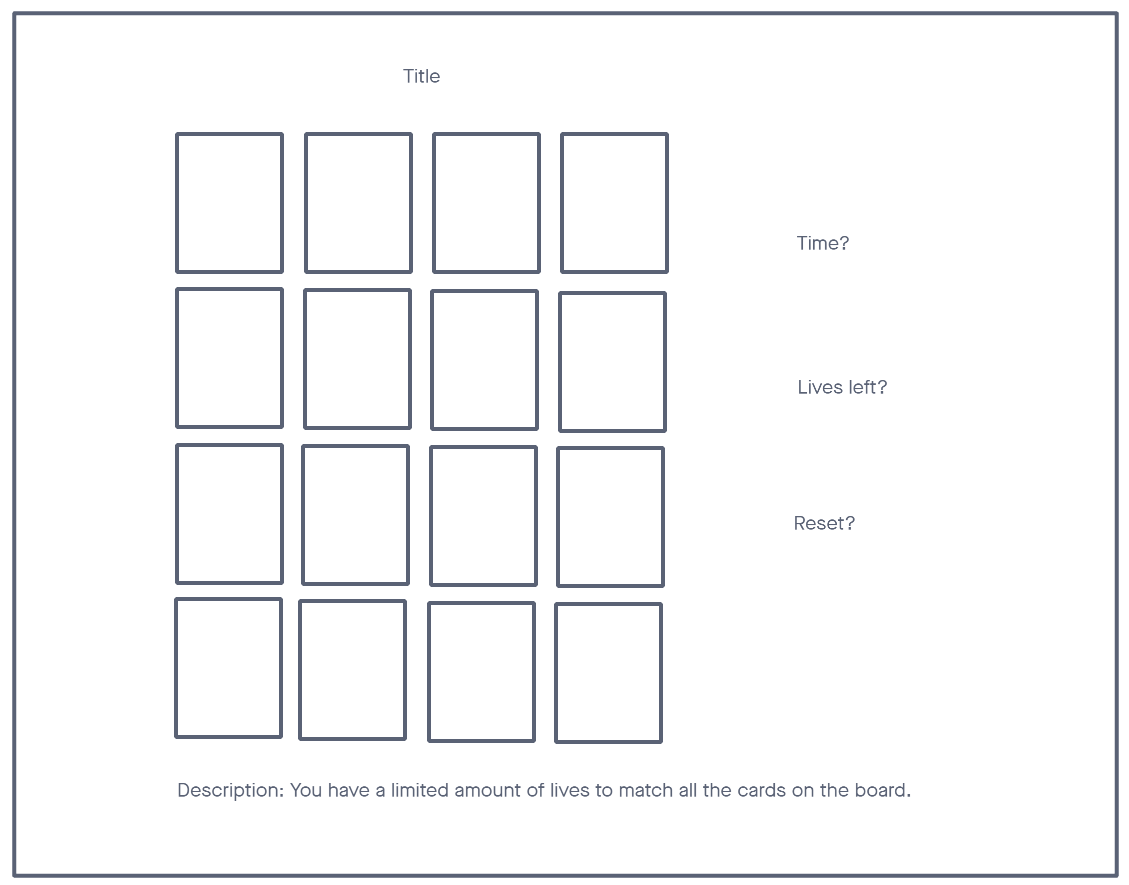 Title
Time?
Lives left?
Reset?
Description: You have a limited amount of lives to match all the cards on the board.